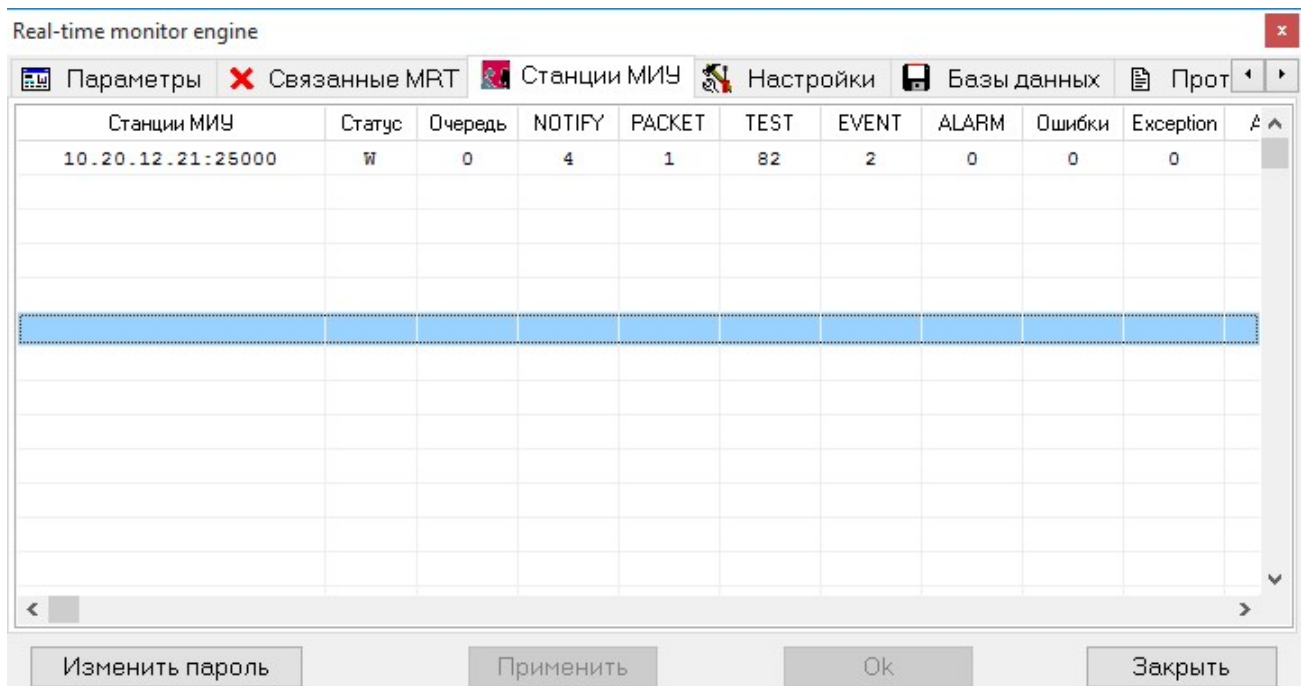 Real-time monitor engine x
Параметры Связанные MRT Станции МИУ Настройки Базы данных Прот
Станции МИУ Статус Очередь NOTIFY PACKET TEST EVENT ALARM Ошибки Exception
10.20.12.21:25000 W 0 4 1 82 2 0 0 0
Изменить пароль Применить Ok Закрыть